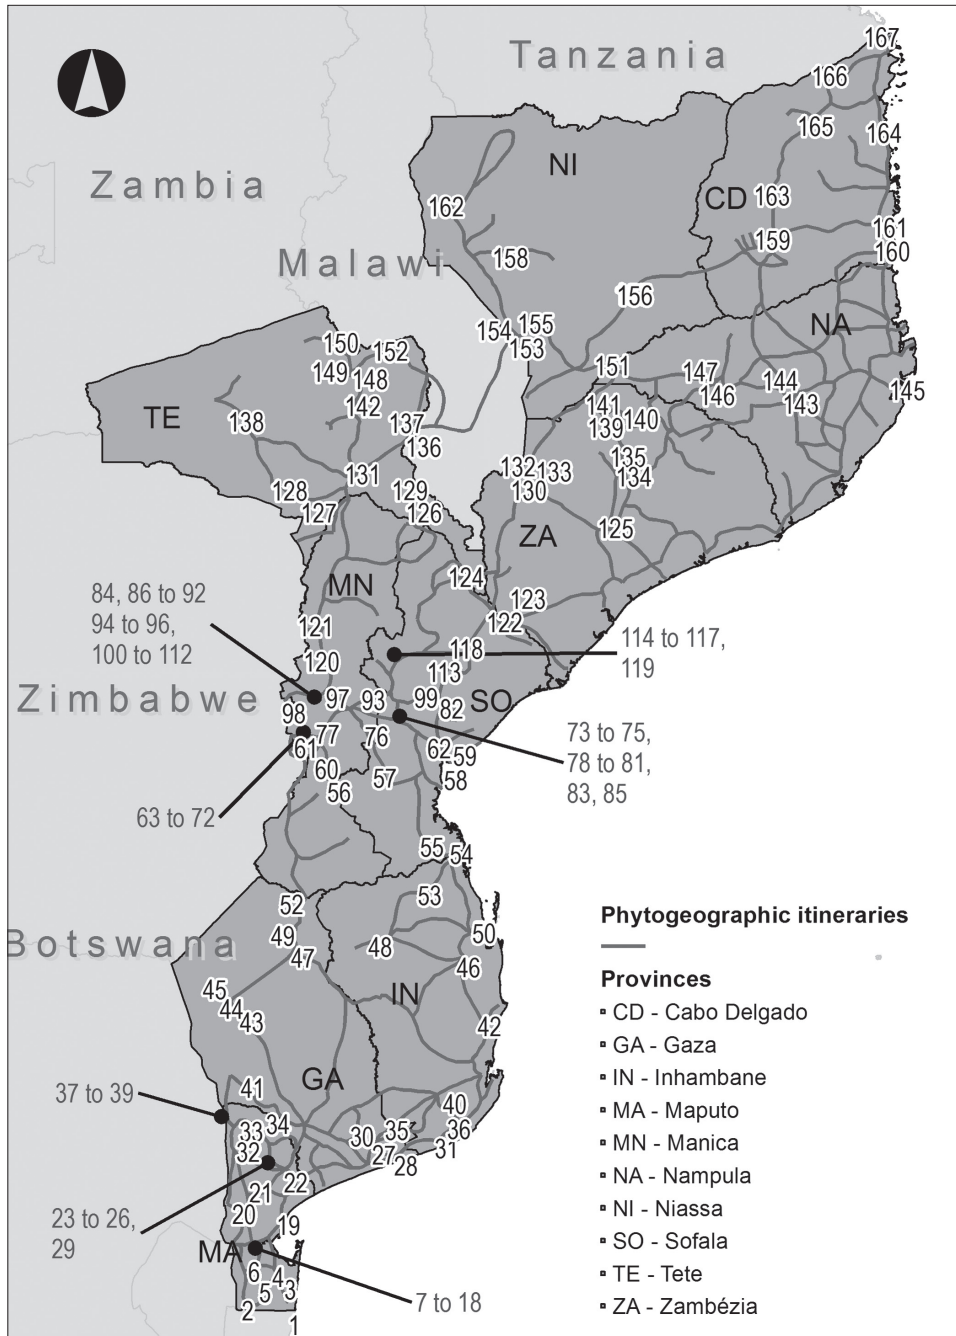 Tanzania
167
166
165
164
NI
Zambia
CD
163
162
161
159
160
158
Malawi
156
NA
154
155
153
150
152
151
149
148
147
144
145
146
143
142
141
140
139
TE
138
137
136
135
134
132
133
131
130
129
128
127
126
125
ZA
124
MN
84, 86 to 92
94 to 96,
100 to 112
123
122
121
120
118
114 to 117,
119
113
Zimbabwe
97
93
99
82
SO
98
77
76
73 to 75,
78 to 81,
83, 85
61
62
59
60
57
58
56
63 to 72
55
54
53
52
50
49
48
47
46
Botswana
45
44
43
IN
42
GA
41
40
37 to 39
34
33
32
30
35
36
31
27
28
22
21
20
19
23 to 26,
29
MA
6
4
5
3
2
1
7 to 18
Phytogeographic itineraries
Provinces
CD - Cabo Delgado
GA - Gaza
IN - Inhambane
MA - Maputo
MN - Manica
NA - Nampula
NI - Niassa
SO - Sofala
TE - Tete
ZA - Zambézia